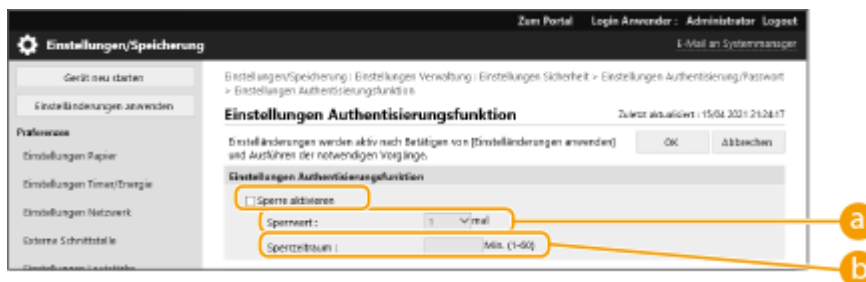 Zum Portal Login Anwender : Administrator Logout
Einstellungen/Speicherung
E-Mail an Systemmanager
Gerät neu starten
Einstelländerungen anwenden
Präferenzen
Einstellungen Papier
Einstellungen Timer/Energie
Einstellungen Netzwerk
Externe Schnittstelle
Einstellungen/Speicherung : Einstellungen Verwaltung : Einstellungen Sicherheit > Einstellungen Authentisierung/Passwort
> Einstellungen Authentisierungsfunktion
Einstellungen Authentisierungsfunktion
Zuletzt aktualisiert : 15/04 2021 21:24:17
Einstelländerungen werden aktiv nach Betätigen von [Einstelländerungen anwenden]
und Ausführen der notwendigen Vorgänge.
OK Abbrechen
Einstellungen Authentisierungsfunktion
Sperre aktivieren
Sperrwert : 1 mal
a
Sperrzeitraum : Min. (1-60)
b